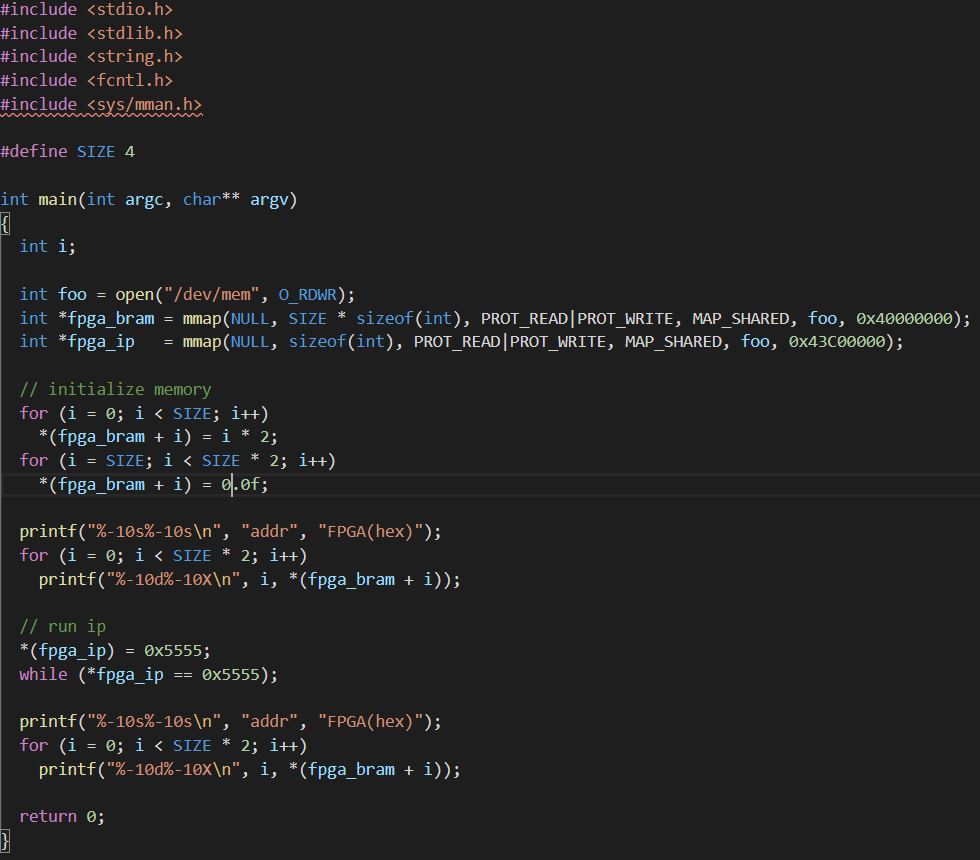 #include <stdio.h>
#include <stdlib.h>
#include <string.h>
#include <fcntl.h>
#include <sys/mman.h>
#define SIZE 4
int main(int argc, char** argv)
{
  int i;
  int foo = open("/dev/mem", O_RDWR);
  int *fpga_bram = mmap(NULL, SIZE * sizeof(int), PROT_READ|PROT_WRITE, MAP_SHARED, foo, 0x40000000);
  int *fpga_ip   = mmap(NULL, sizeof(int), PROT_READ|PROT_WRITE, MAP_SHARED, foo, 0x43C00000);
  // initialize memory
  for (i = 0; i < SIZE; i++)
    *(fpga_bram + i) = i * 2;
  for (i = SIZE; i < SIZE * 2; i++)
    *(fpga_bram + i) = 0.0f;
  printf("%-10s%-10s\n", "addr", "FPGA(hex)");
  for (i = 0; i < SIZE * 2; i++)
    printf("%-10d%-10X\n", i, *(fpga_bram + i));
  // run ip
  *(fpga_ip) = 0x5555;
  while (*fpga_ip == 0x5555);
  printf("%-10s%-10s\n", "addr", "FPGA(hex)");
  for (i = 0; i < SIZE * 2; i++)
    printf("%-10d%-10X\n", i, *(fpga_bram + i));
  return 0;
}